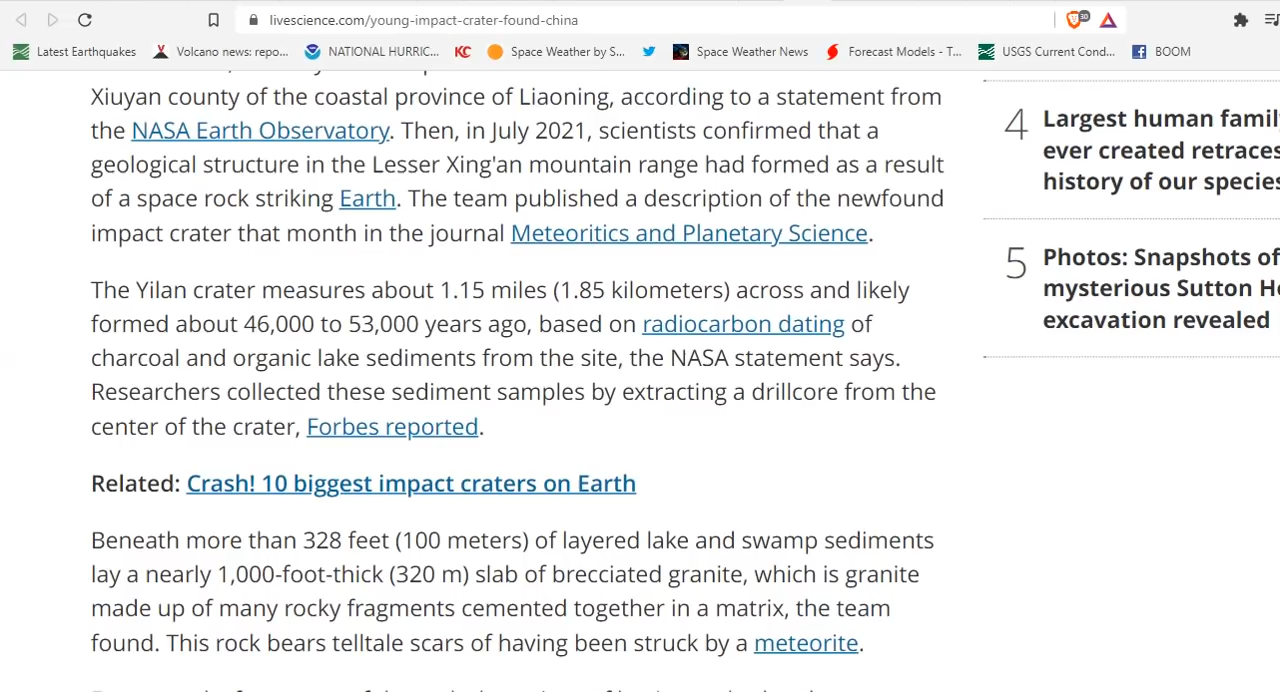 livescience.com/young-impact-crater-found-china
30
Latest Earthquakes
Volcano news: repo...
NATIONAL HURRIC...
KC
Space Weather by S...
Space Weather News
Forecast Models - T...
USGS Current Cond...
BOOM
Xiuyan county of the coastal province of Liaoning, according to a statement from
the NASA Earth Observatory. Then, in July 2021, scientists confirmed that a
geological structure in the Lesser Xing'an mountain range had formed as a result
of a space rock striking Earth. The team published a description of the newfound
impact crater that month in the journal Meteoritics and Planetary Science.
The Yilan crater measures about 1.15 miles (1.85 kilometers) across and likely
formed about 46,000 to 53,000 years ago, based on radiocarbon dating of
charcoal and organic lake sediments from the site, the NASA statement says.
Researchers collected these sediment samples by extracting a drillcore from the
center of the crater, Forbes reported.
Related: Crash! 10 biggest impact craters on Earth
Beneath more than 328 feet (100 meters) of layered lake and swamp sediments
lay a nearly 1,000-foot-thick (320 m) slab of brecciated granite, which is granite
made up of many rocky fragments cemented together in a matrix, the team
found. This rock bears telltale scars of having been struck by a meteorite.
4
Largest human famil
ever created retraces
history of our species
5
Photos: Snapshots of
mysterious Sutton H
excavation revealed